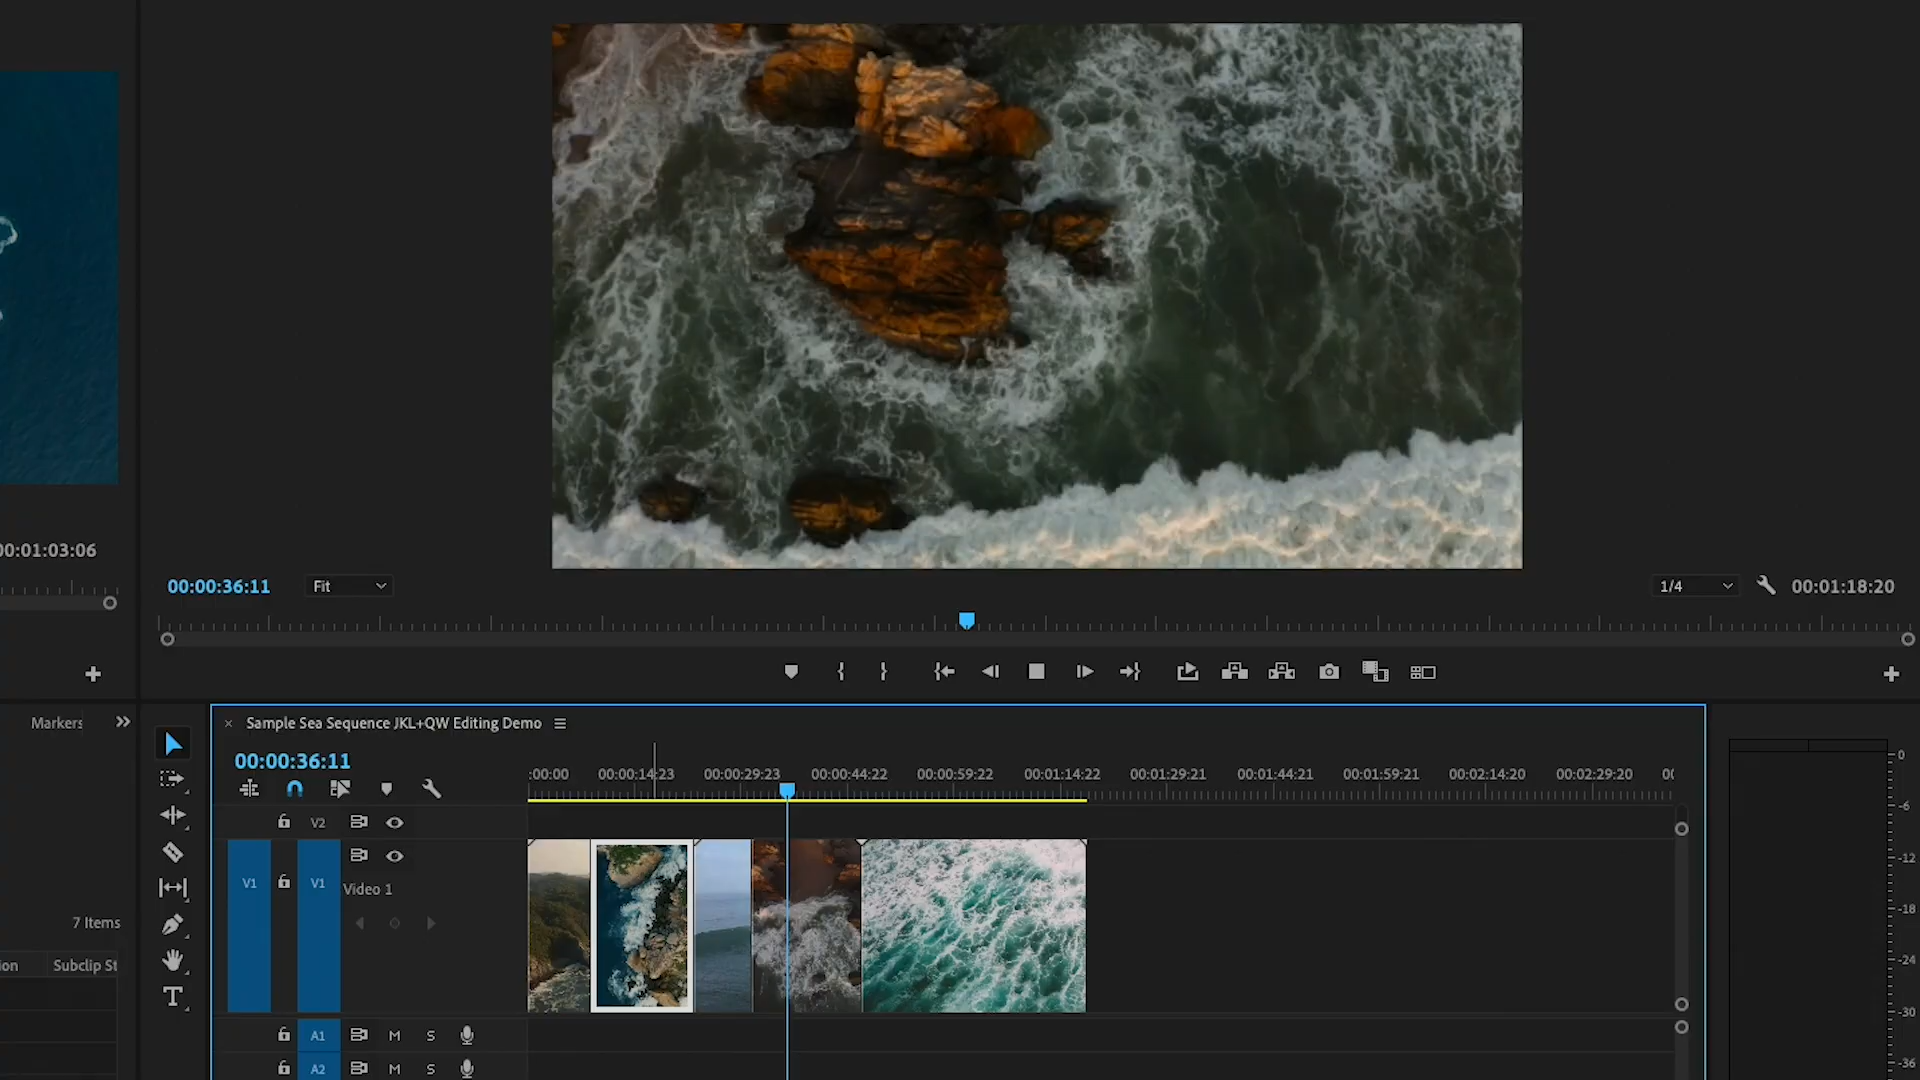 00:01:03:06
00:00:36:11
Fit
1/4
00:01:18:20
Markers
Sample Sea Sequence JKL+QW Editing Demo
00:00:36:11
:00:00
00:00:14:23
00:00:29:23
00:00:44:22
00:00:59:22
00:01:14:22
00:01:29:21
00:01:44:21
00:01:59:21
00:02:14:20
00:02:29:20
00
V2
V1
V1
Video 1
7 Items
ion
Subclip St
A1
M
S
A2
M
S
T
0
-6
-12
-18
-24
-30
-36